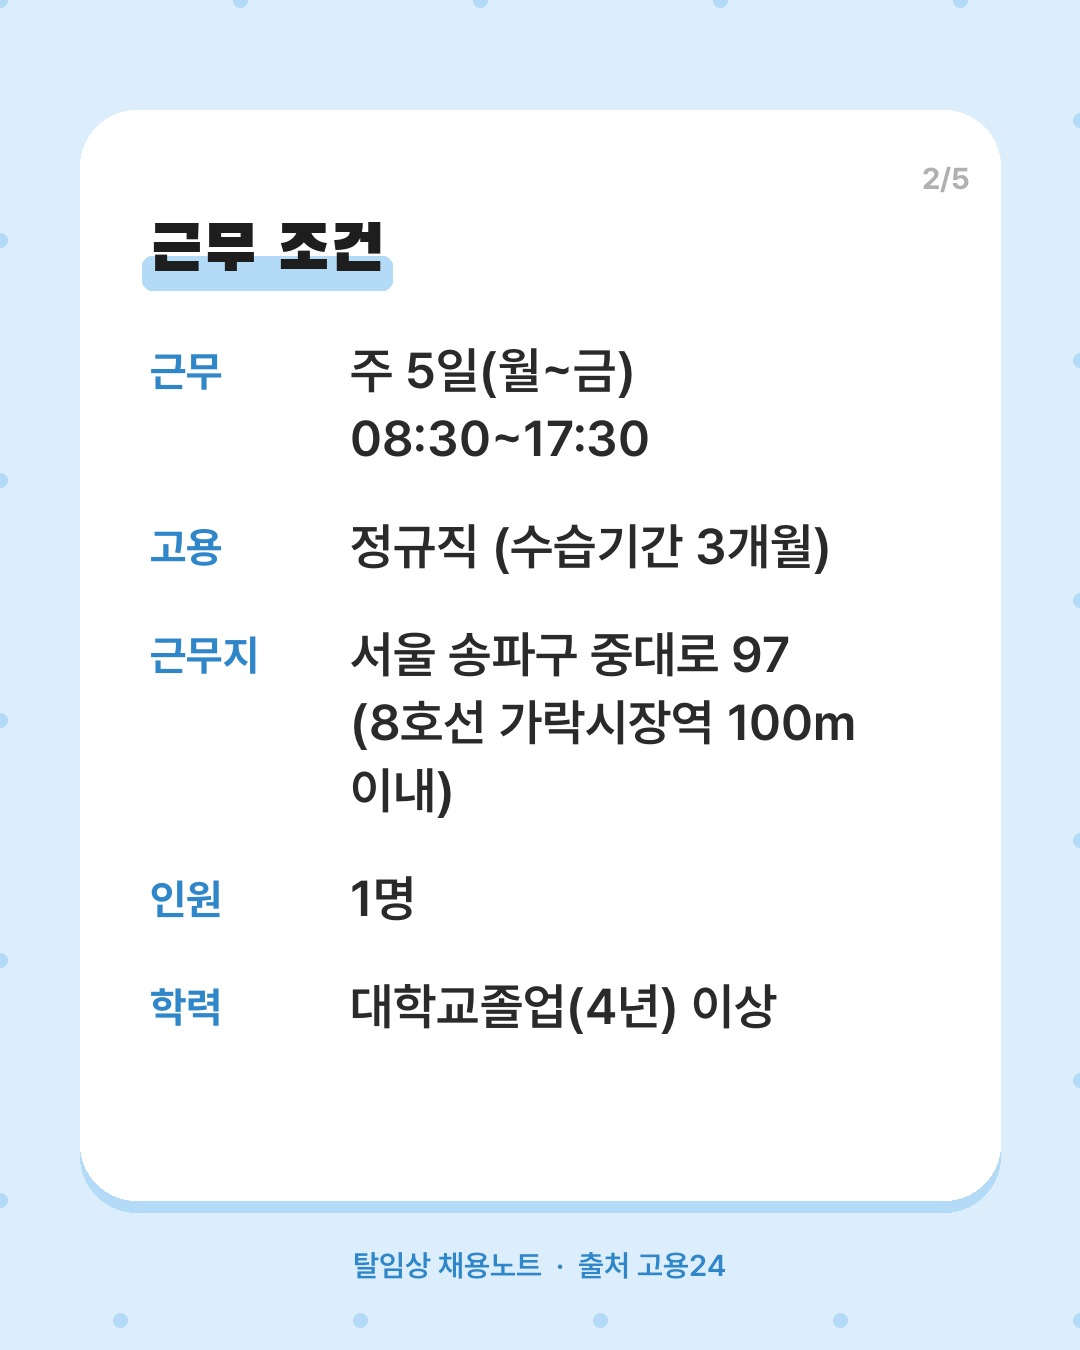 2/5
근무 조건
근무 주 5일(월~금)
08:30~17:30
고용 정규직 (수습기간 3개월)
근무지 서울 송파구 중대로 97
(8호선 가락시장역 100m
이내)
인원 1명
학력 대학교졸업(4년) 이상
탈임상 채용노트 · 출처 고용24